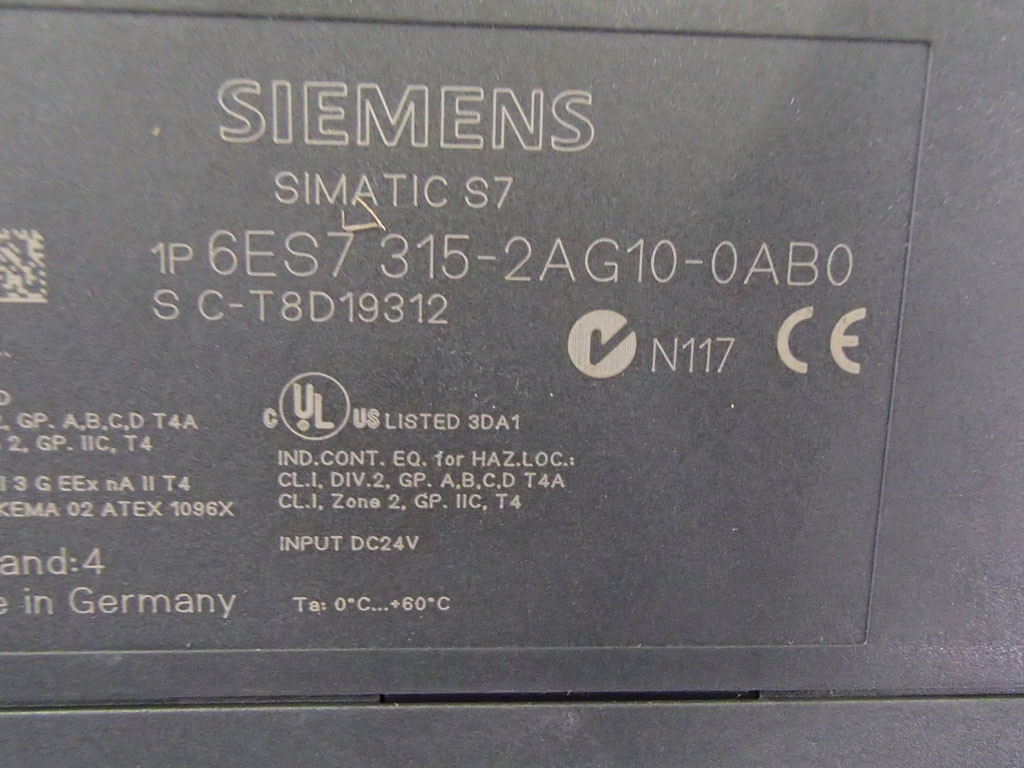 SIEMENS
SIMATIC S7
1P 6ES7 315-2AG10-0AB0
S C-T8D19312
N117 CE
D
, GP. A,B,C,D T4A
2, GP. IIC, T4
I 3 G EEx nA II T4
KEMA 02 ATEX 1096X
and:4
e in Germany
C UL US LISTED 3DA1
IND.CONT. EQ. for HAZ.LOC.:
CL.I, DIV.2, GP. A,B,C,D T4A
CL.I, Zone 2, GP. IIC, T4
INPUT DC24V
Ta: 0°C...+60°C